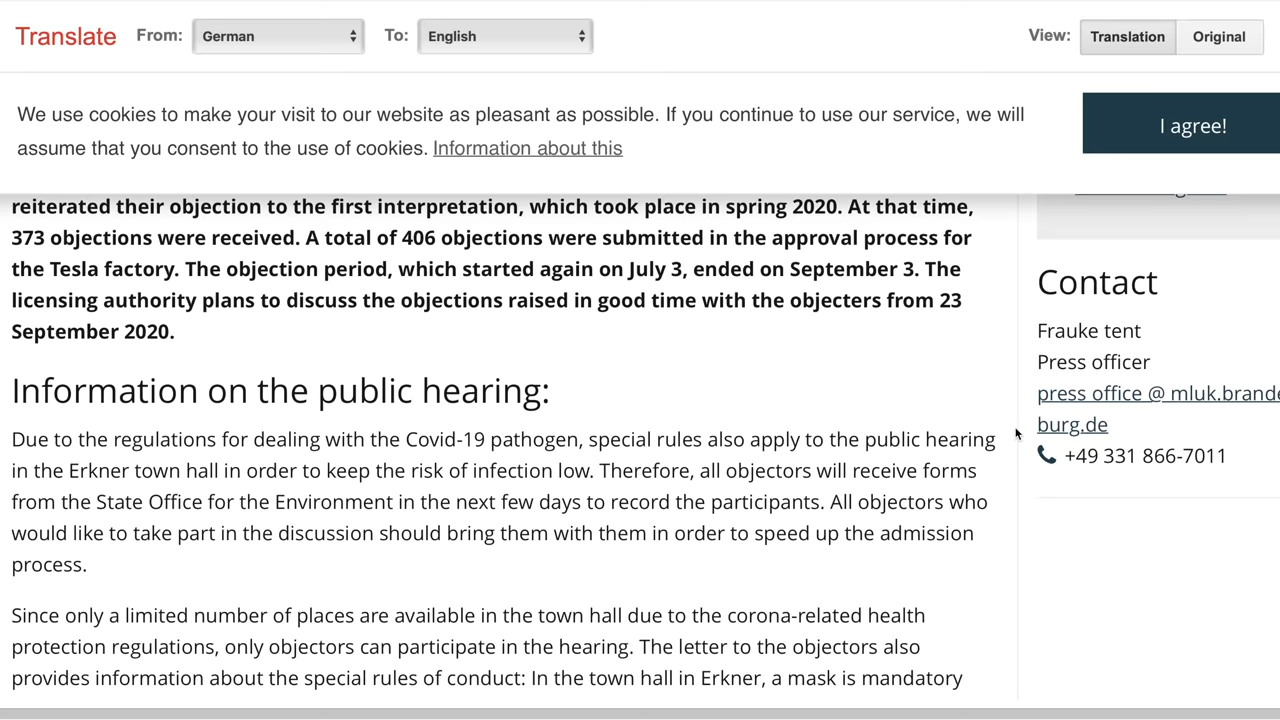 Translate From: German To: English View: Translation Original
We use cookies to make your visit to our website as pleasant as possible. If you continue to use our service, we will
assume that you consent to the use of cookies. Information about this
I agree!
reiterated their objection to the first interpretation, which took place in spring 2020. At that time,
373 objections were received. A total of 406 objections were submitted in the approval process for
the Tesla factory. The objection period, which started again on July 3, ended on September 3. The
licensing authority plans to discuss the objections raised in good time with the objecters from 23
September 2020.
Information on the public hearing:
Due to the regulations for dealing with the Covid-19 pathogen, special rules also apply to the public hearing
in the Erkner town hall in order to keep the risk of infection low. Therefore, all objectors will receive forms
from the State Office for the Environment in the next few days to record the participants. All objectors who
would like to take part in the discussion should bring them with them in order to speed up the admission
process.
Since only a limited number of places are available in the town hall due to the corona-related health
protection regulations, only objectors can participate in the hearing. The letter to the objectors also
provides information about the special rules of conduct: In the town hall in Erkner, a mask is mandatory
Contact
Frauke tent
Press officer
press office @ mluk.brande
burg.de
+49 331 866-7011